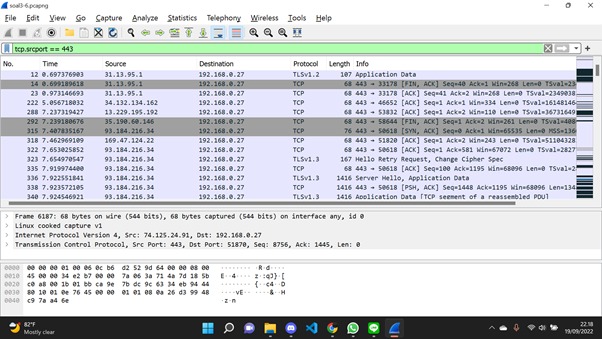 soal3-6.pcapng
File Edit View Go Capture Analyze Statistics Telephony Wireless Tools Help
tcp.srcport == 443
No. Time Source Destination Protocol Length Info
12 0.697376903 31.13.95.1 192.168.0.27 TLSv1.2 107 Application Data
14 0.699189618 31.13.95.1 192.168.0.27 TCP 68 443 → 33178 [FIN, ACK] Seq=40 Ack=1 Win=268 Len=0 TSval=23
23 0.973144693 31.13.95.1 192.168.0.27 TCP 68 443 → 33178 [ACK] Seq=41 Ack=2 Win=268 Len=0 TSval=2349038
222 5.056718032 34.132.134.162 192.168.0.27 TCP 68 443 → 46652 [ACK] Seq=1 Ack=1 Win=334 Len=0 TSval=16148146
288 7.237319427 13.229.195.192 192.168.0.27 TCP 68 443 → 53832 [ACK] Seq=1 Ack=2 Win=110 Len=0 TSval=36731649
292 7.239180676 35.190.60.146 192.168.0.27 TCP 68 443 → 58644 [FIN, ACK] Seq=1 Ack=2 Win=261 Len=0 TSval=408
315 7.407835167 93.184.216.34 192.168.0.27 TCP 76 443 → 50618 [SYN, ACK] Seq=0 Ack=1 Win=65535 Len=0 MSS=136
318 7.462969109 169.47.124.22 192.168.0.27 TCP 68 443 → 51820 [ACK] Seq=1 Ack=2 Win=243 Len=0 TSval=51104328
322 7.653025852 93.184.216.34 192.168.0.27 TCP 68 443 → 50618 [ACK] Seq=1 Ack=581 Win=67072 Len=0 TSval=2827
323 7.654970547 93.184.216.34 192.168.0.27 TLSv1.3 167 Hello Retry Request, Change Cipher Spec
335 7.919974400 93.184.216.34 192.168.0.27 TCP 68 443 → 50618 [ACK] Seq=100 Ack=1195 Win=68096 Len=0 TSval=2
336 7.922551841 93.184.216.34 192.168.0.27 TLSv1.3 1416 Server Hello, Application Data
338 7.923572105 93.184.216.34 192.168.0.27 TCP 1416 443 → 50618 [PSH, ACK] Seq=1448 Ack=1195 Win=68096 Len=134
340 7.924546921 93.184.216.34 192.168.0.27 TLSv1.3 1416 Application Data [TCP segment of a reassembled PDU]
Frame 6187: 68 bytes on wire (544 bits), 68 bytes captured (544 bits) on interface any, id 0
Linux cooked capture v1
Internet Protocol Version 4, Src: 74.125.24.91, Dst: 192.168.0.27
Transmission Control Protocol, Src Port: 443, Dst Port: 51870, Seq: 8756, Ack: 1445, Len: 0
0000 00 00 00 01 00 06 0c b6 d2 52 9d 64 00 00 08 00
0010 45 00 00 34 e2 b7 00 00 7a 06 3a 71 4a 7d 18 5b
0020 c0 a8 00 1b 01 bb ca 9e 7b dc 9c 63 34 eb 94 44
0030 80 10 01 0e 76 45 00 00 01 01 08 0a 26 d3 99 48
0040 c9 7a a4 6e
82°F
Mostly clear
22.18
19/09/2022